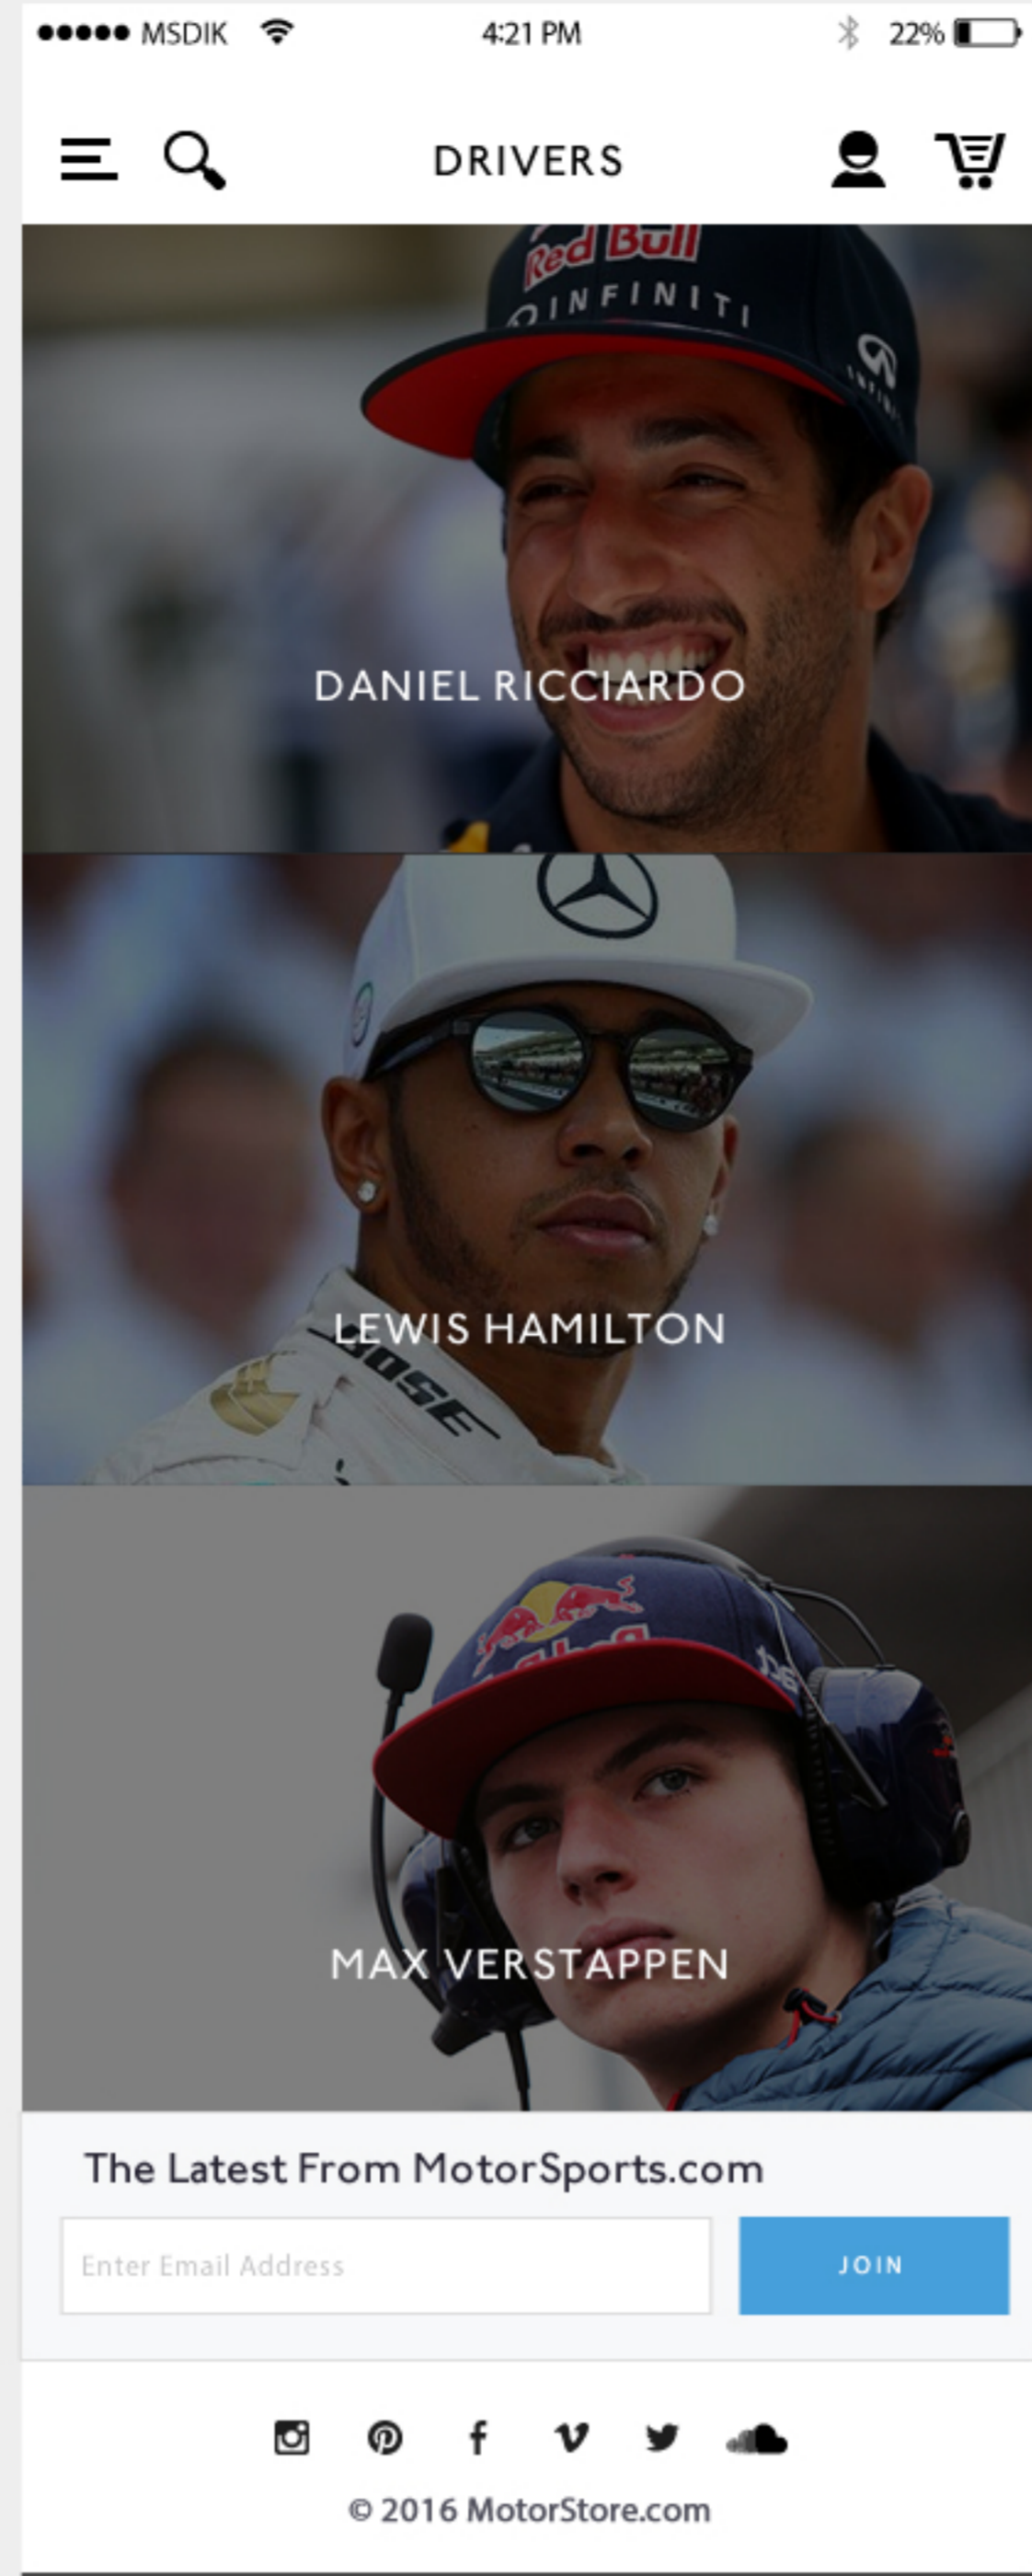 MSDIK 4:21 PM 22%
DRIVERS
Red Bull
INFINITI
DANIEL RICCIARDO
LEWIS HAMILTON
BOSE
MAX VERSTAPPEN
The Latest From MotorSports.com
Enter Email Address
JOIN
© 2016 MotorStore.com